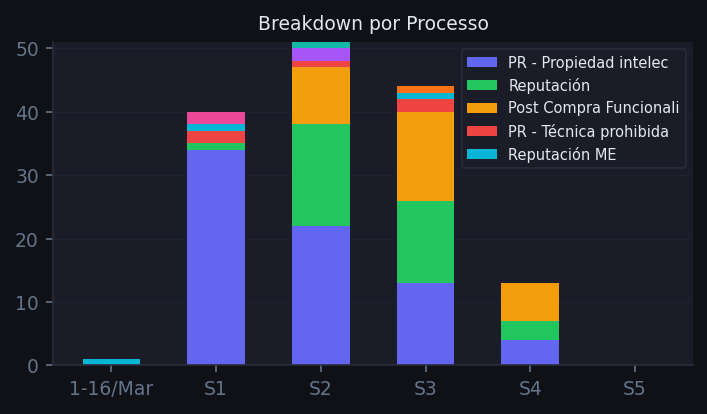 Breakdown por Processo
50
40
30
20
10
0
1-16/Mar
S1
S2
S3
S4
S5
PR - Propiedad intelec
Reputación
Post Compra Funcionali
PR - Técnica prohibida
Reputación ME